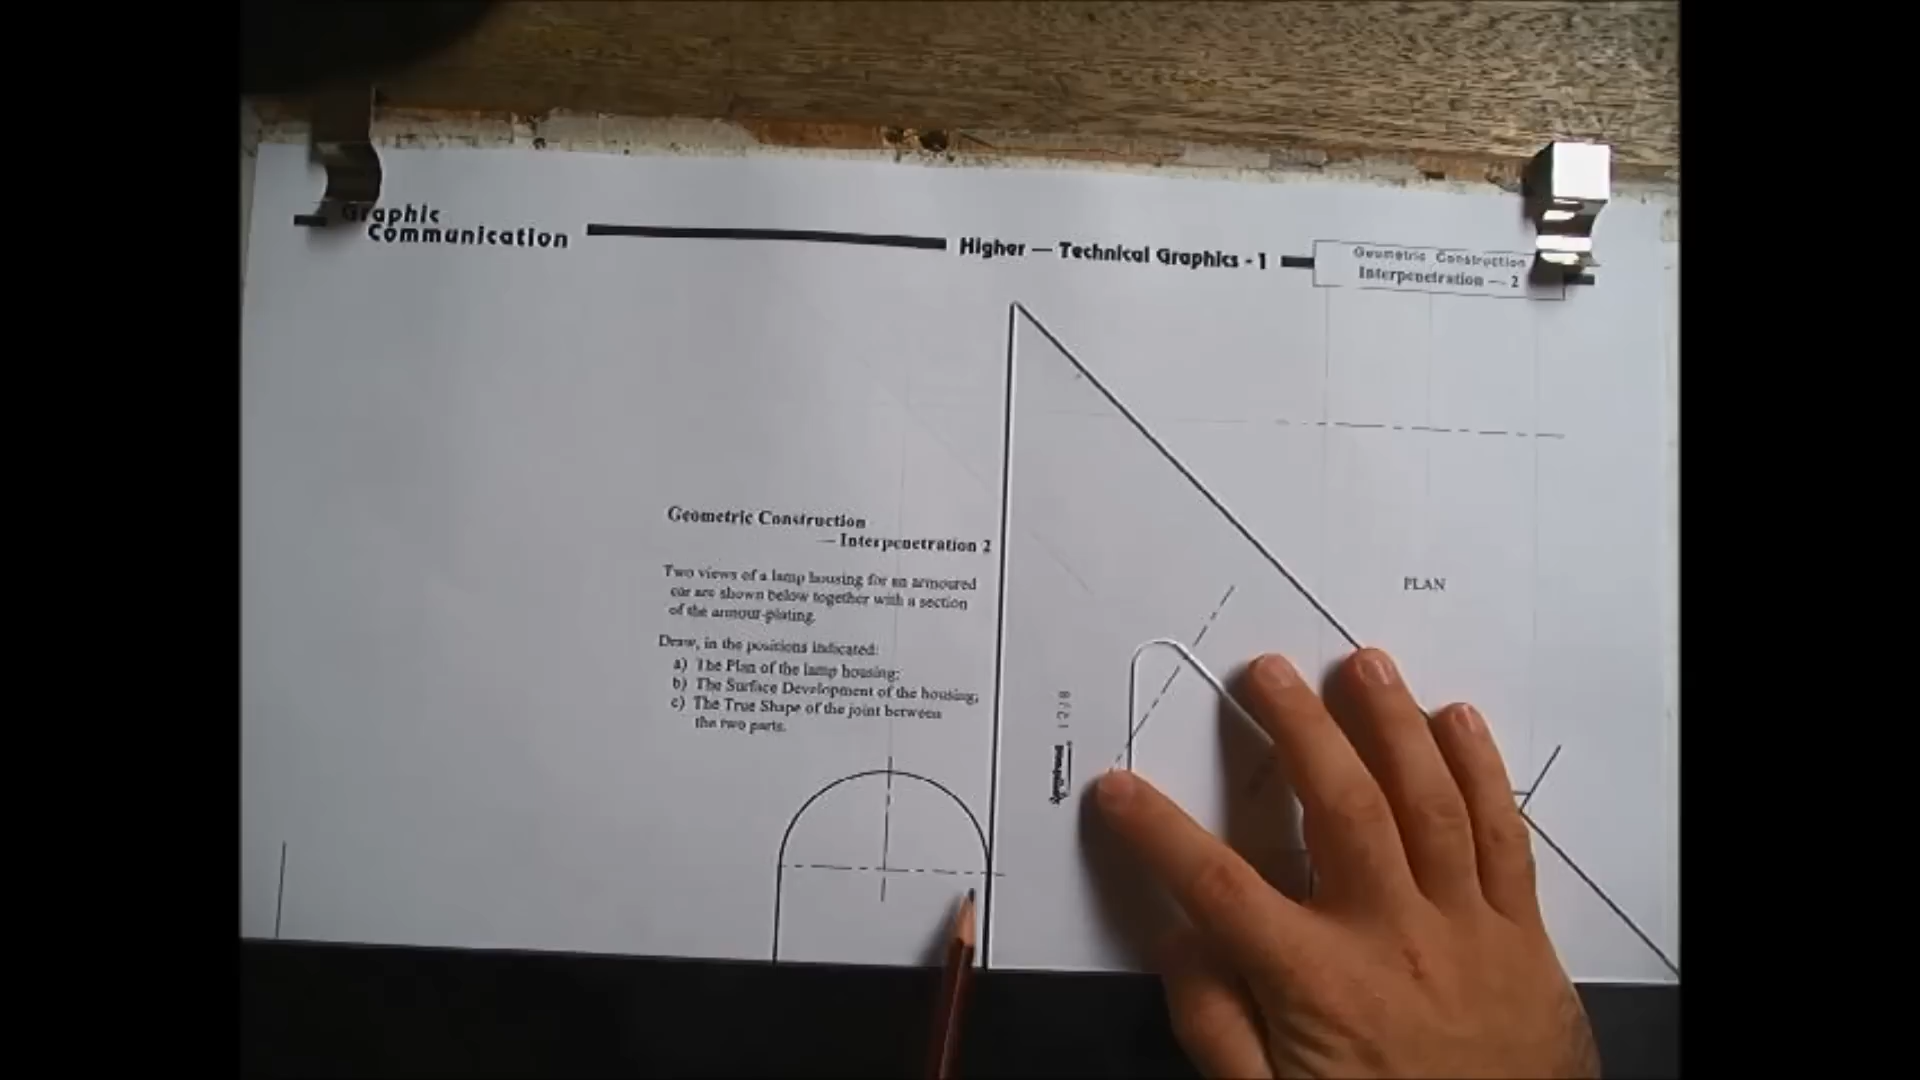 Graphic
Communication
Higher — Technical Graphics - 1
Geometric Construction
Interpenetration — 2
Geometric Construction
— Interpenetration 2
Two views of a lamp housing for an armoured
car are shown below together with a section
of the armour-plating.
Draw, in the positions indicated:
a) The Plan of the lamp housing;
b) The Surface Development of the housing;
c) The True Shape of the joint between
the two parts.
PLAN